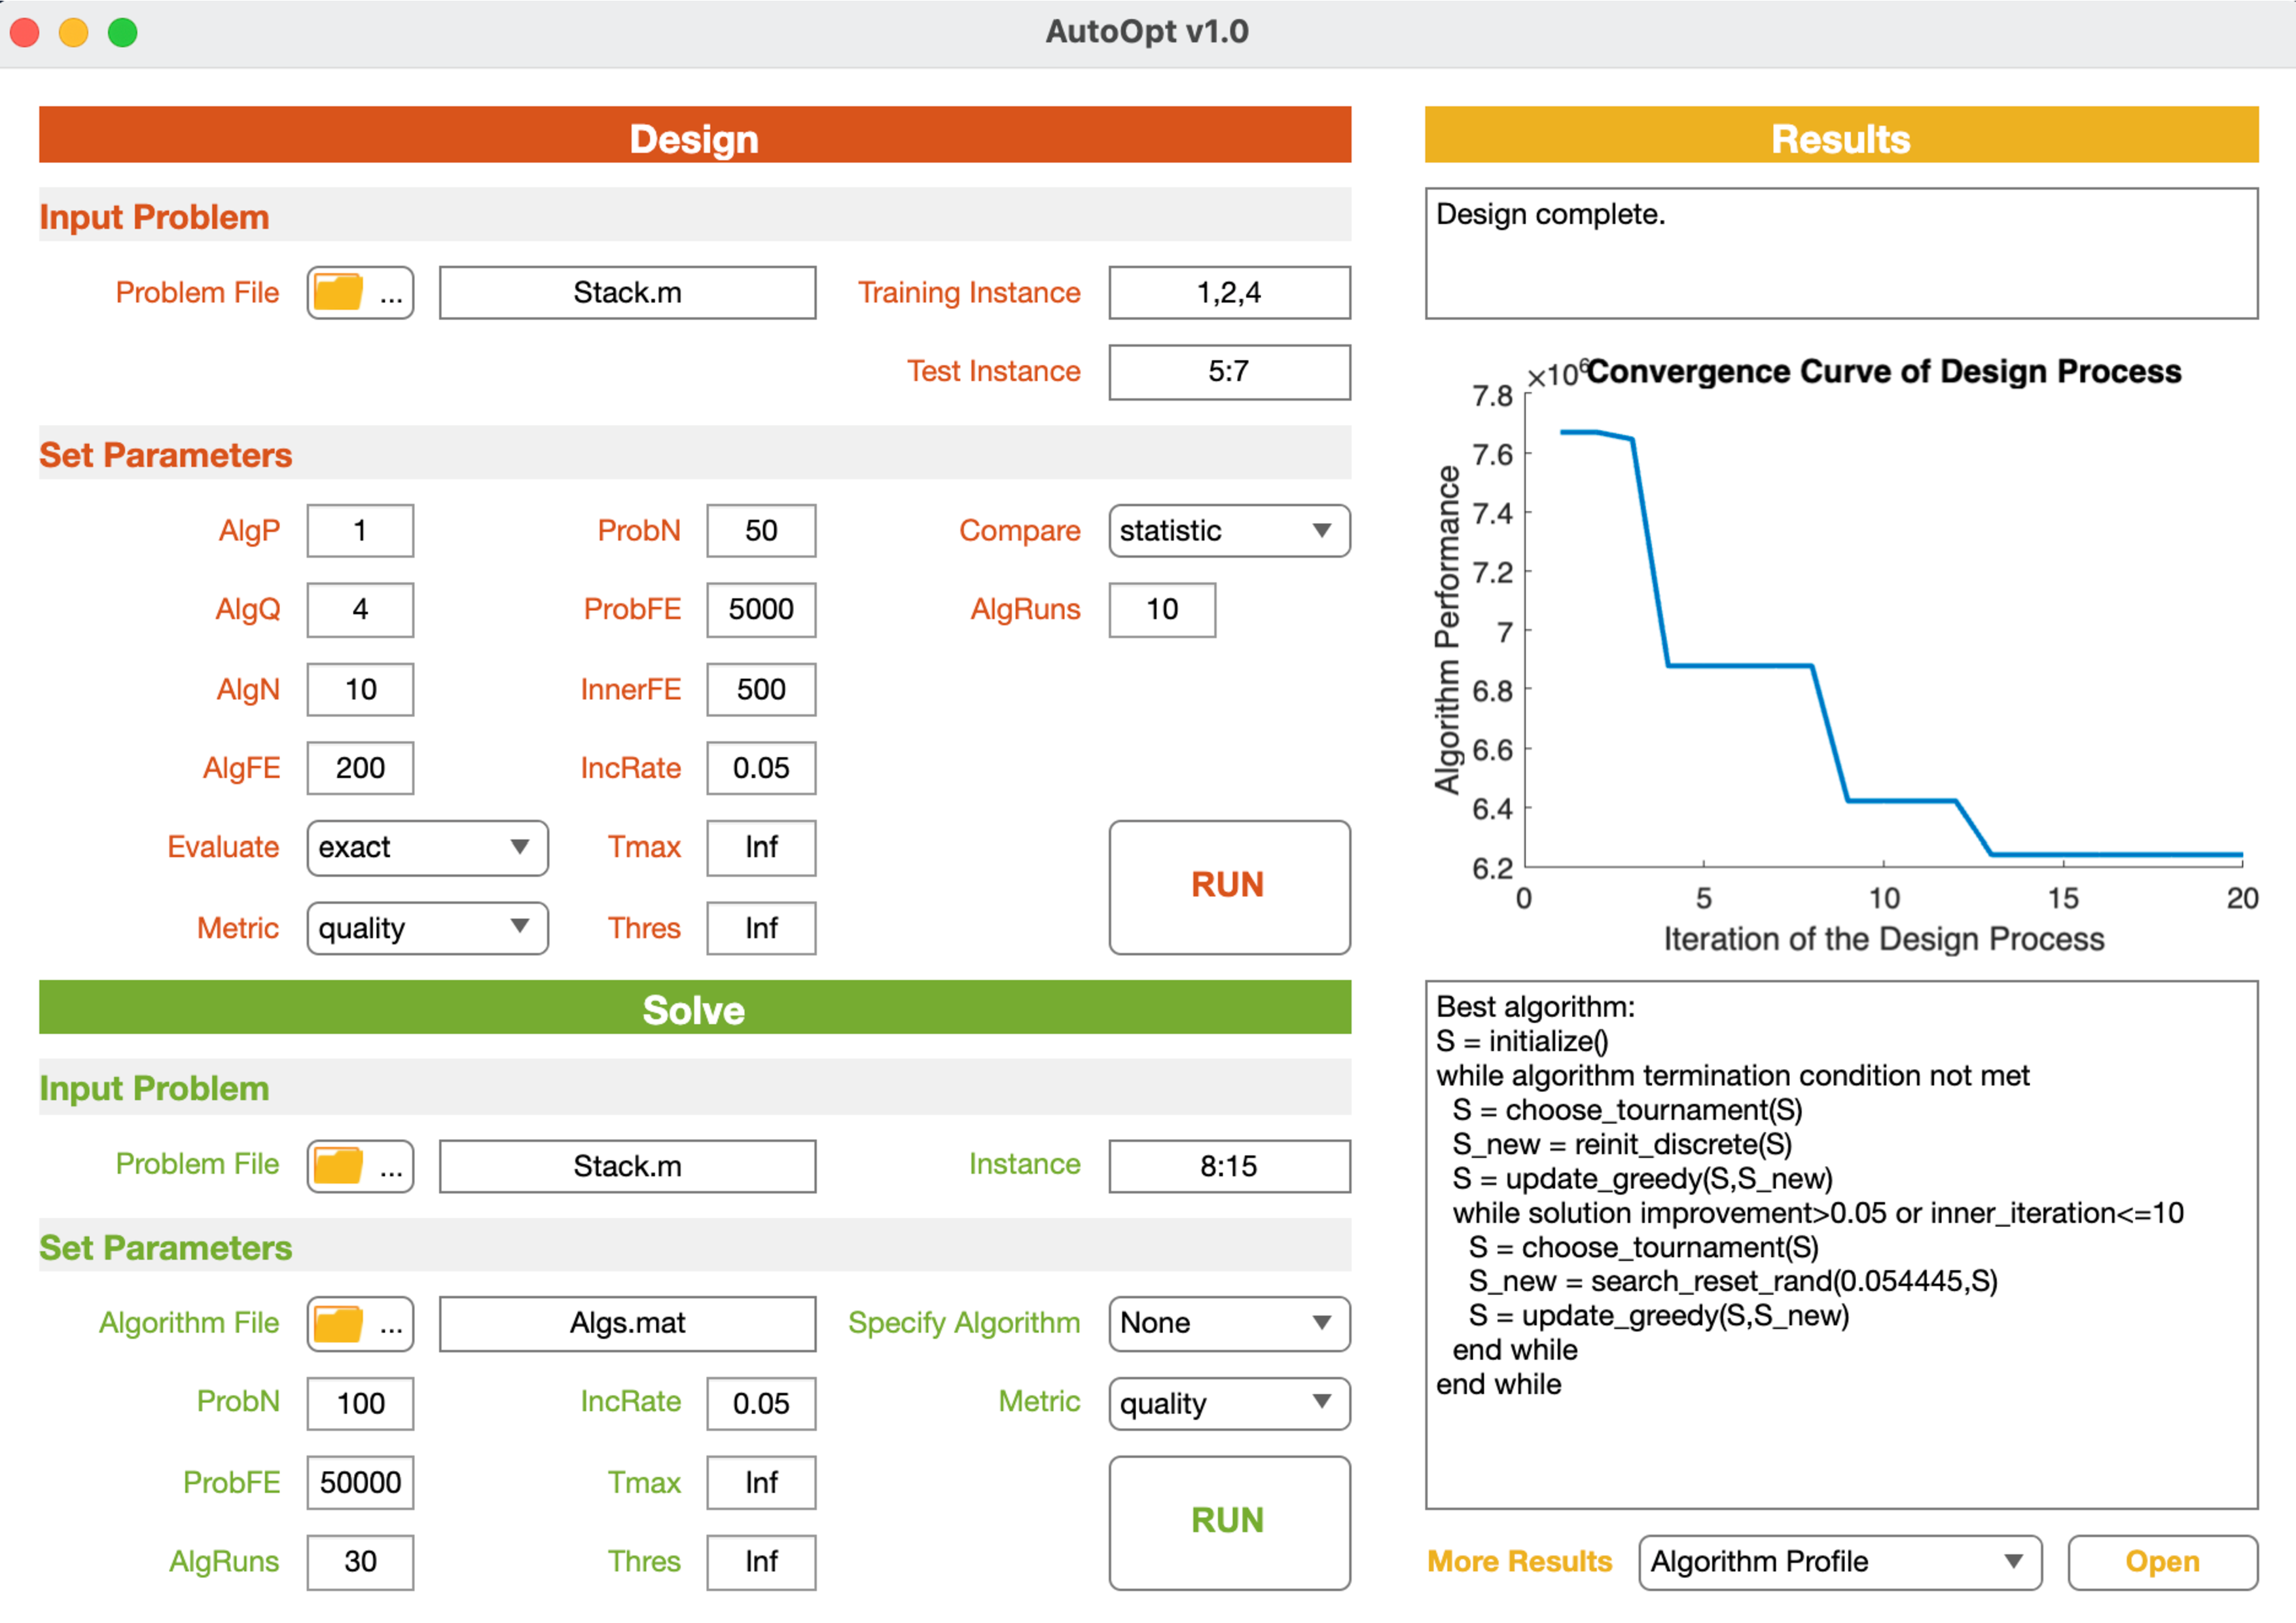 AutoOpt v1.0
Design
Input Problem
Problem File ... Stack.m Training Instance 1,2,4
Test Instance 5:7
Set Parameters
AlgP 1 ProbN 50 Compare statistic
AlgQ 4 ProbFE 5000 AlgRuns 10
AlgN 10 InnerFE 500
AlgFE 200 IncRate 0.05
Evaluate exact Tmax Inf
Metric quality Thres Inf
RUN
Solve
Input Problem
Problem File ... Stack.m Instance 8:15
Set Parameters
Algorithm File ... Algs.mat Specify Algorithm None
ProbN 100 IncRate 0.05 Metric quality
ProbFE 50000 Tmax Inf
AlgRuns 30 Thres Inf
RUN
Results
Design complete.
×10⁶ Convergence Curve of Design Process
7.8
7.6
7.4
7.2
7
6.8
6.6
6.4
6.2
Algorithm Performance
0 5 10 15 20
Iteration of the Design Process
Best algorithm:
S = initialize()
while algorithm termination condition not met
S = choose_tournament(S)
S_new = reinit_discrete(S)
S = update_greedy(S,S_new)
while solution improvement>0.05 or inner_iteration<=10
S = choose_tournament(S)
S_new = search_reset_rand(0.054445,S)
S = update_greedy(S,S_new)
end while
end while
More Results Algorithm Profile Open